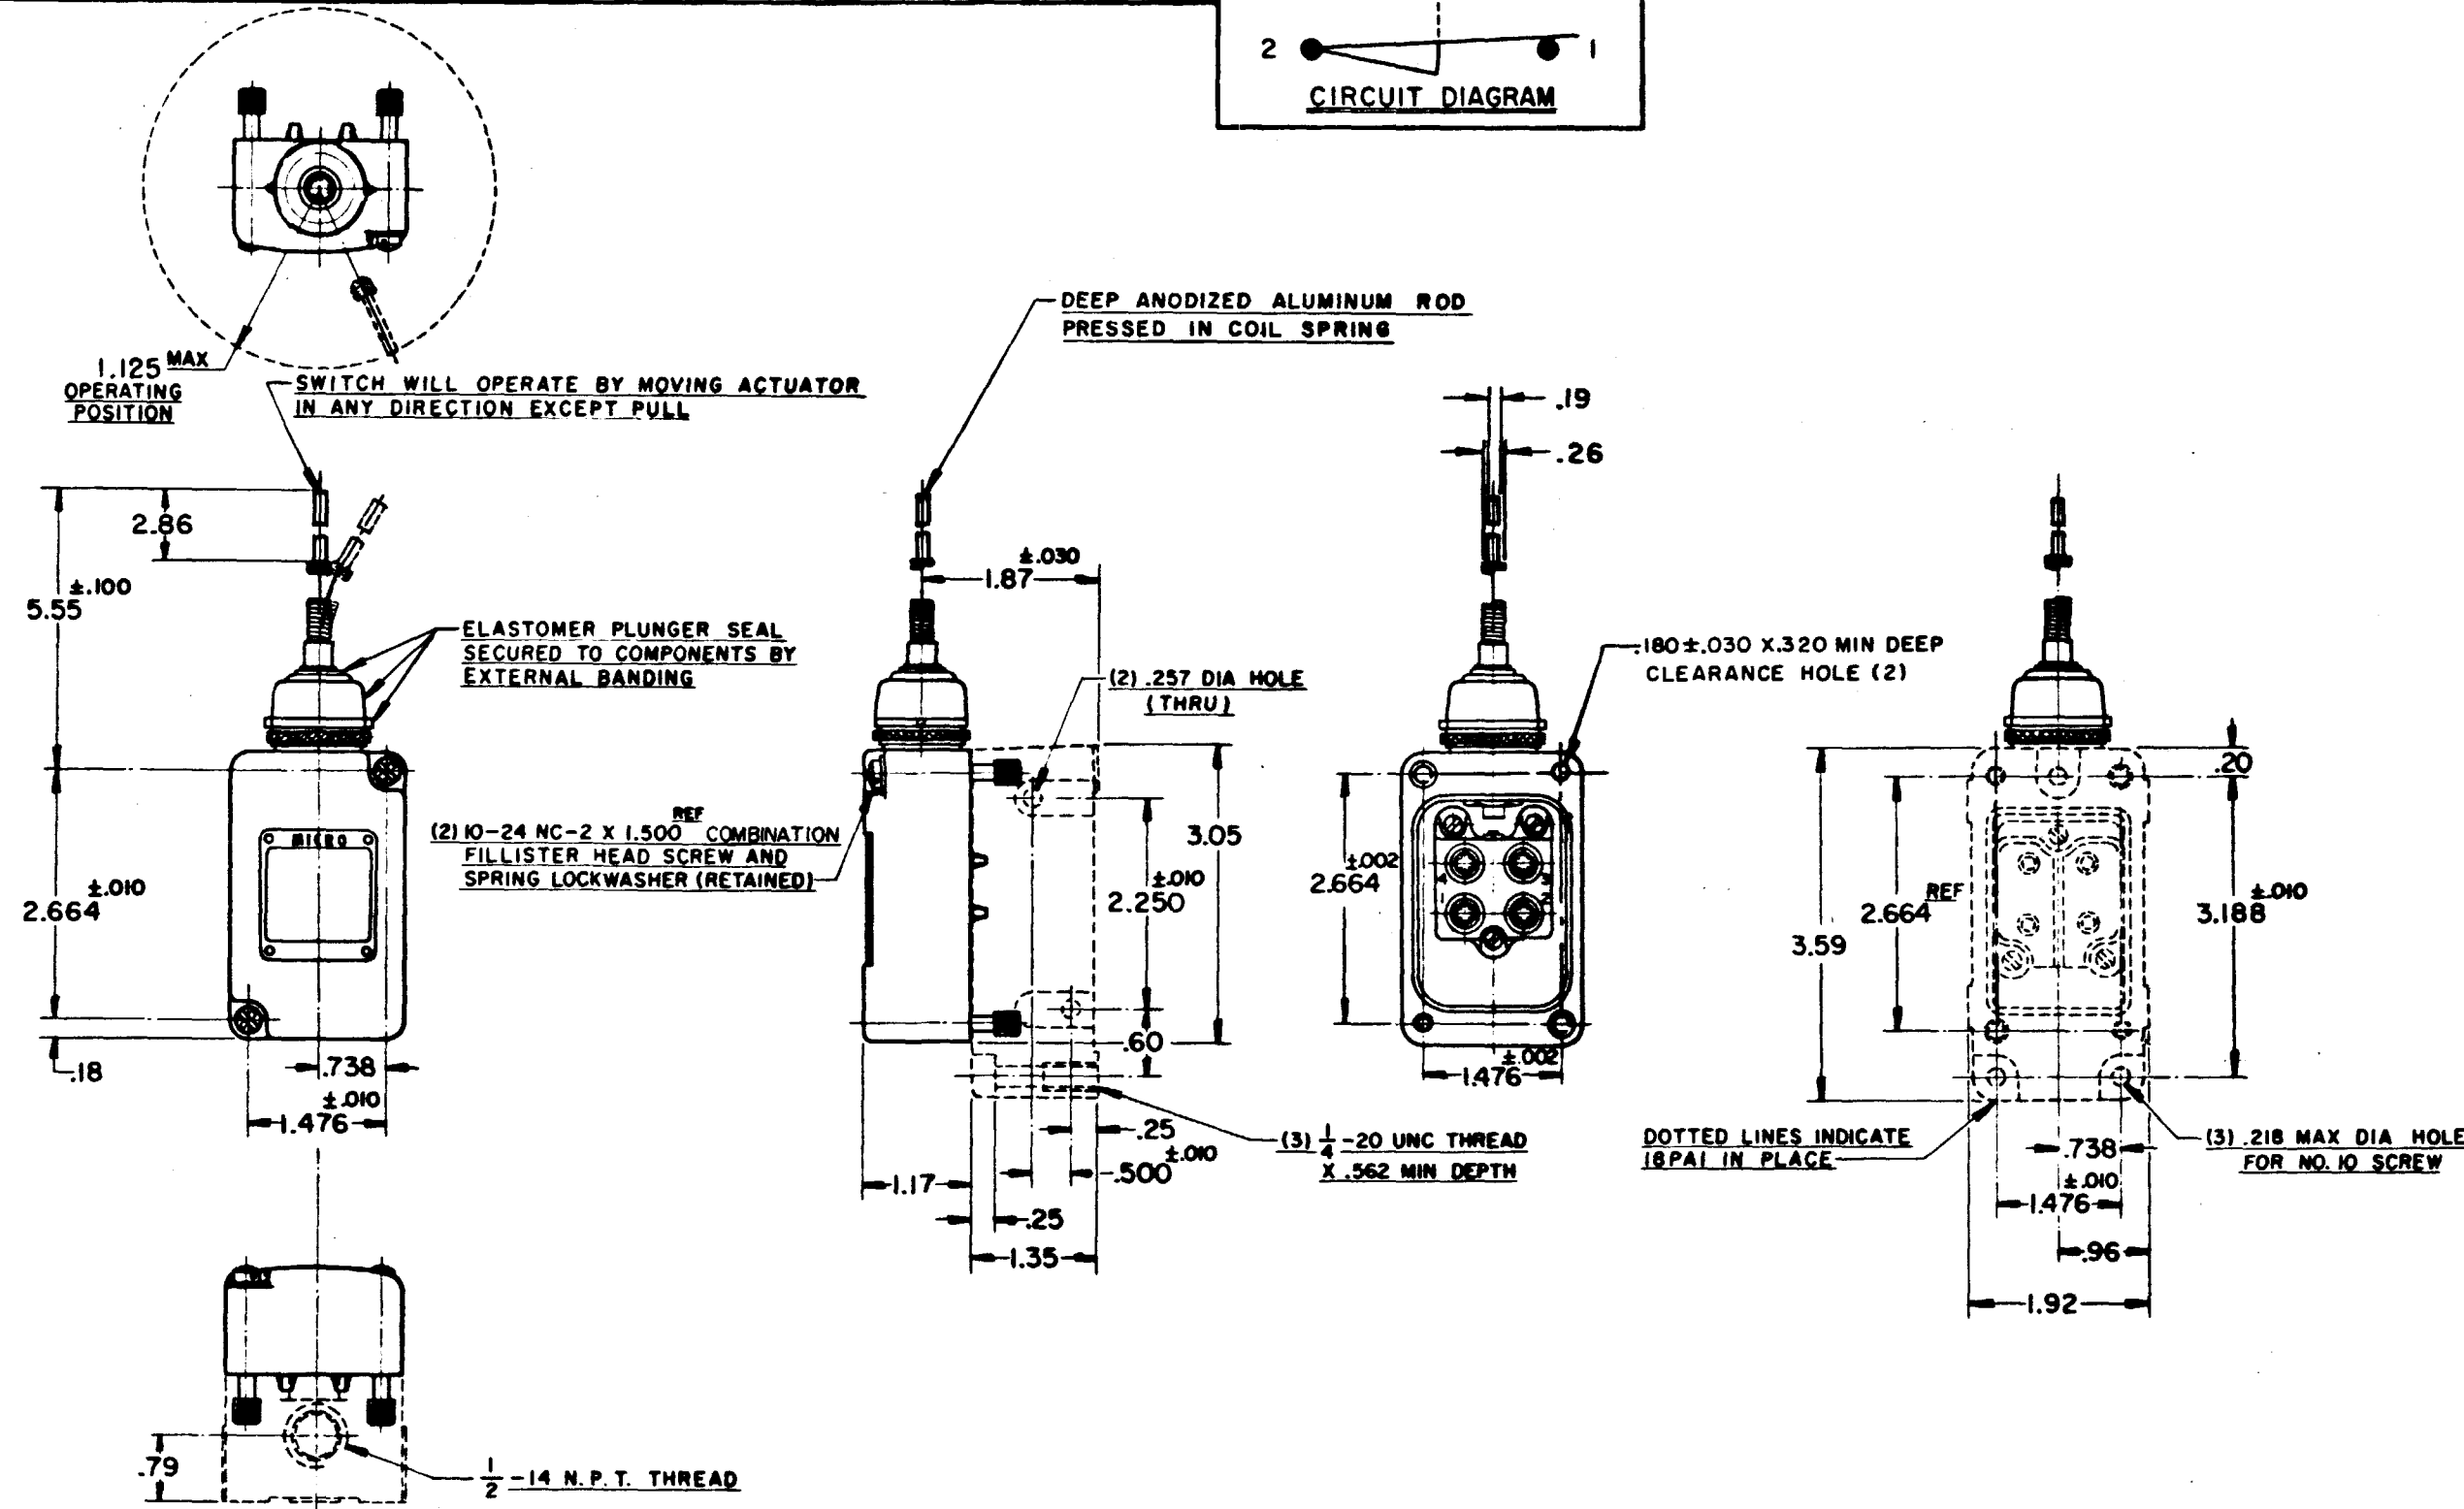 2 1
CIRCUIT DIAGRAM
1.125 MAX
OPERATING
POSITION
SWITCH WILL OPERATE BY MOVING ACTUATOR
IN ANY DIRECTION EXCEPT PULL
DEEP ANODIZED ALUMINUM ROD
PRESSED IN COIL SPRING
.19
.26
2.86
±.100
5.55
±.030
1.87
ELASTOMER PLUNGER SEAL
SECURED TO COMPONENTS BY
EXTERNAL BANDING
(2) .257 DIA HOLE
(THRU)
.180±.030 X.320 MIN DEEP
CLEARANCE HOLE (2)
.20
MICRO
REF
(2) 10-24 NC-2 X 1.500 COMBINATION
FILLISTER HEAD SCREW AND
SPRING LOCKWASHER (RETAINED)
3.05
±.010
2.250
±.010
2.664
±.002
2.664
4 3
1 2
REF
2.664
±.010
3.188
3.59
.60
.18
.738
±.010
1.476
±.002
1.476
.25
±.010
.500
1.17
.25
1.35
(3) 1/4-20 UNC THREAD
X .562 MIN DEPTH
DOTTED LINES INDICATE
18PA1 IN PLACE
(3) .218 MAX DIA HOLE
FOR NO. 10 SCREW
.738
±.010
1.476
.96
1.92
.79
1/2-14 N.P.T. THREAD